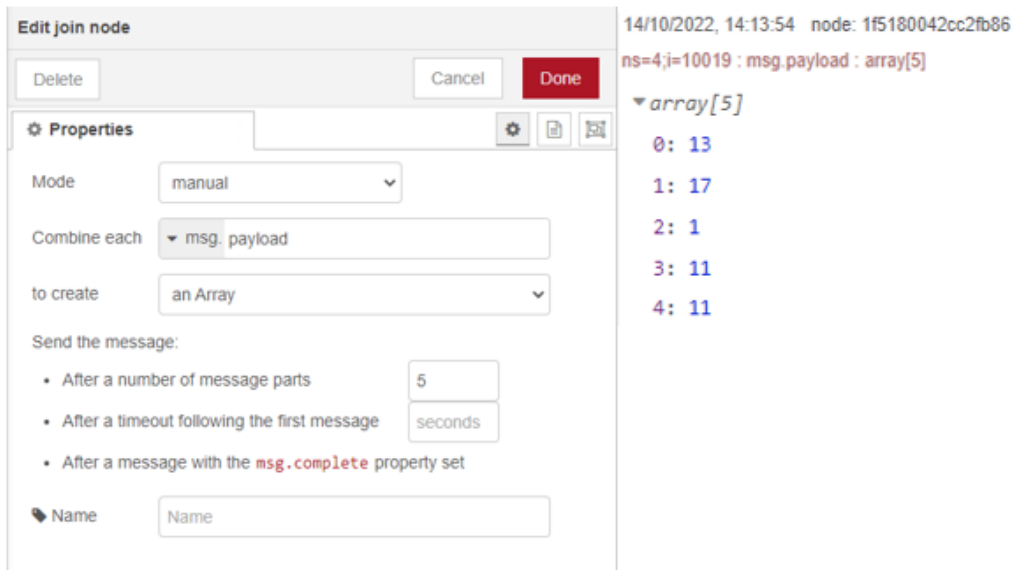 Edit join node
Delete
Cancel
Done
Properties
Mode
manual
Combine each
msg. payload
to create
an Array
Send the message:
• After a number of message parts
5
• After a timeout following the first message
seconds
• After a message with the msg.complete property set
Name
Name
14/10/2022, 14:13:54 node: 1f5180042cc2fb86
ns=4;i=10019 : msg.payload : array[5]
array[5]
0: 13
1: 17
2: 1
3: 11
4: 11